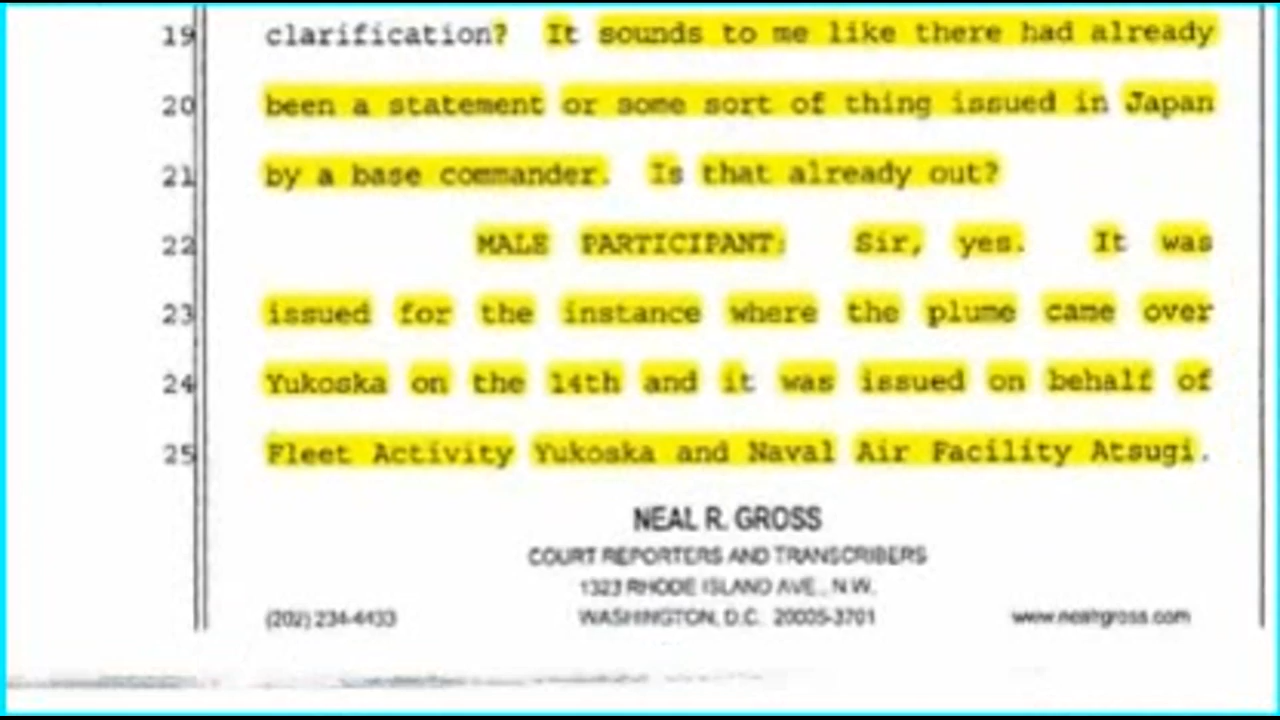 19 clarification? It sounds to me like there had already
20 been a statement or some sort of thing issued in Japan
21 by a base commander. Is that already out?
22 MALE PARTICIPANT: Sir, yes. It was
23 issued for the instance where the plume came over
24 Yukoska on the 14th and it was issued on behalf of
25 Fleet Activity Yukoska and Naval Air Facility Atsugi.
NEAL R. GROSS
COURT REPORTERS AND TRANSCRIBERS
1323 RHODE ISLAND AVE., N.W.
(202) 234-4433 WASHINGTON, D.C. 20005-3701 www.nealrgross.com